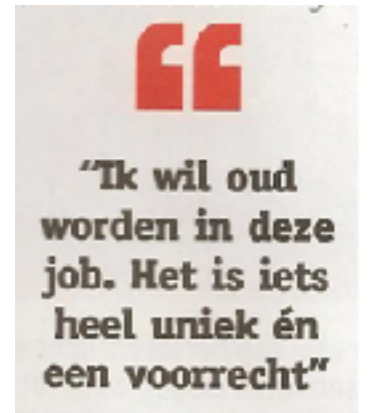 “Ik wil oud
worden in deze
job. Het is iets
heel uniek én
een voorrecht”